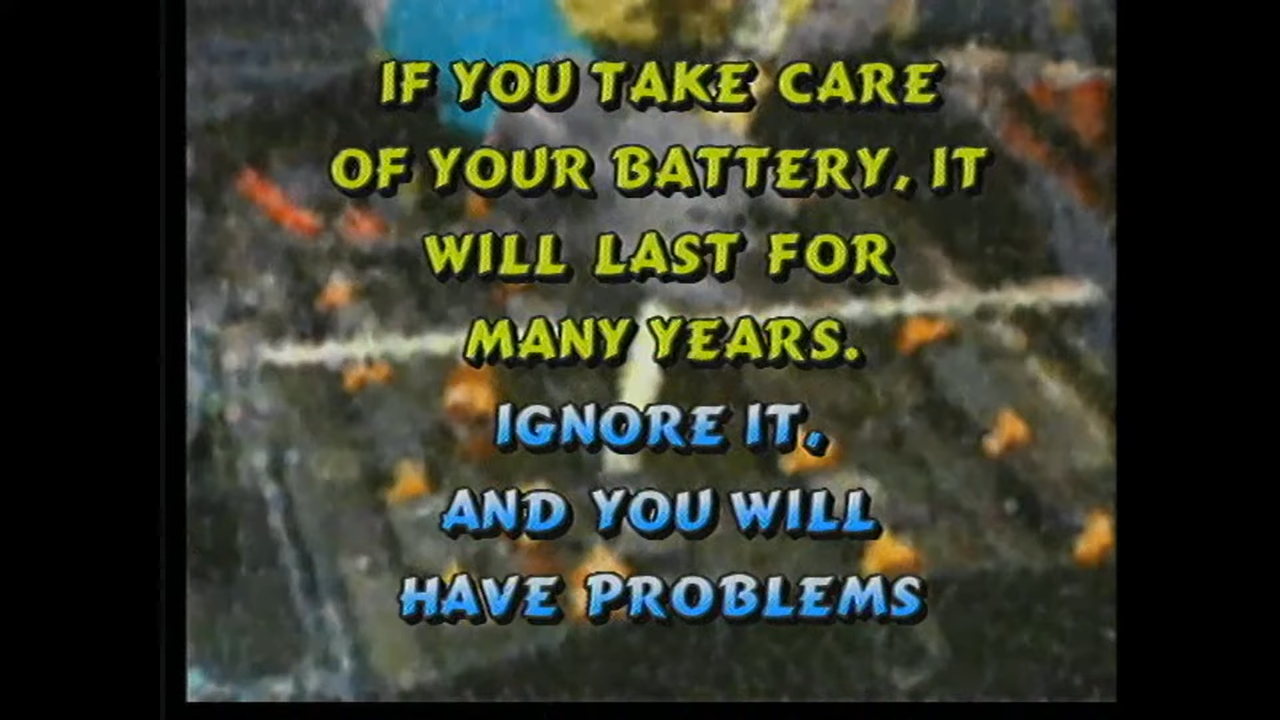 IF YOU TAKE CARE
OF YOUR BATTERY, IT
WILL LAST FOR
MANY YEARS.
IGNORE IT,
AND YOU WILL
HAVE PROBLEMS